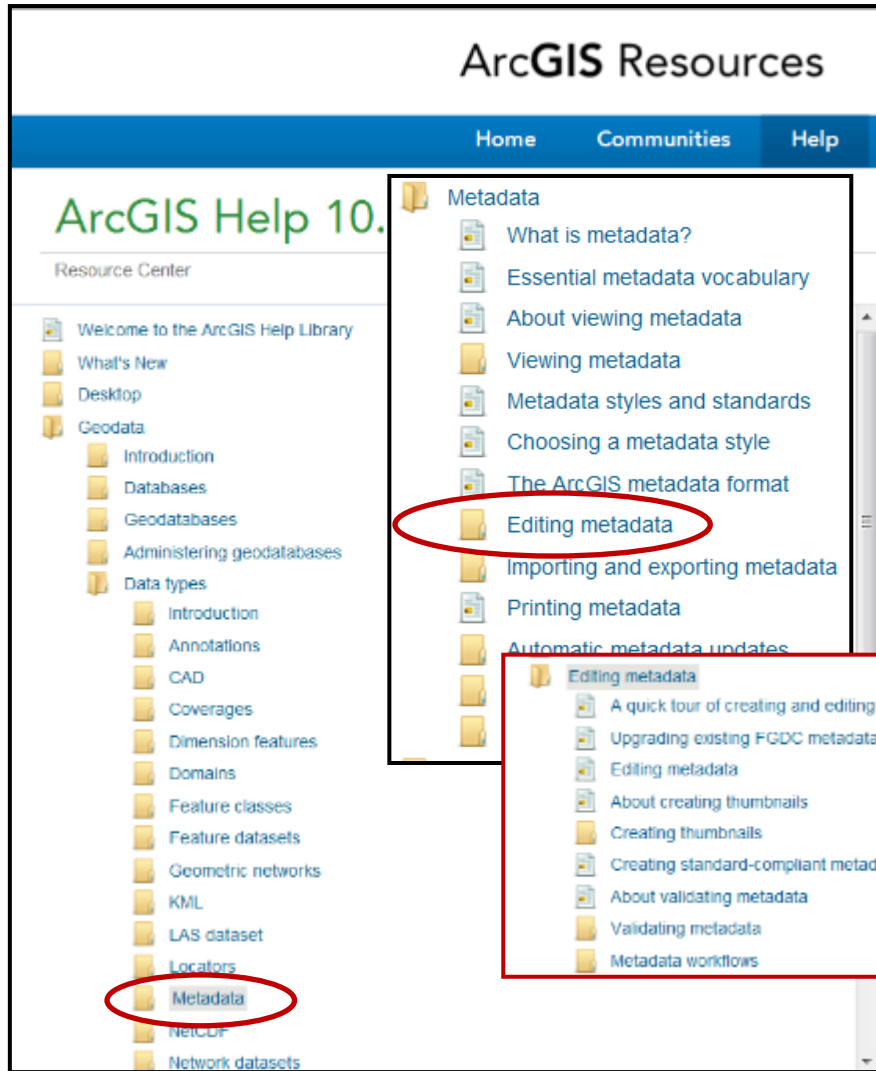 ArcGIS Resources
Home Communities Help
ArcGIS Help 10.
Resource Center
Welcome to the ArcGIS Help Library
What's New
Desktop
Geodata
Introduction
Databases
Geodatabases
Administering geodatabases
Data types
Introduction
Annotations
CAD
Coverages
Dimension features
Domains
Feature classes
Feature datasets
Geometric networks
KML
LAS dataset
Locators
Metadata
NetCDF
Network datasets
Metadata
What is metadata?
Essential metadata vocabulary
About viewing metadata
Viewing metadata
Metadata styles and standards
Choosing a metadata style
The ArcGIS metadata format
Editing metadata
Importing and exporting metadata
Printing metadata
Automatic metadata updates
Editing metadata
A quick tour of creating and editing
Upgrading existing FGDC metadata
Editing metadata
About creating thumbnails
Creating thumbnails
Creating standard-compliant metad
About validating metadata
Validating metadata
Metadata workflows